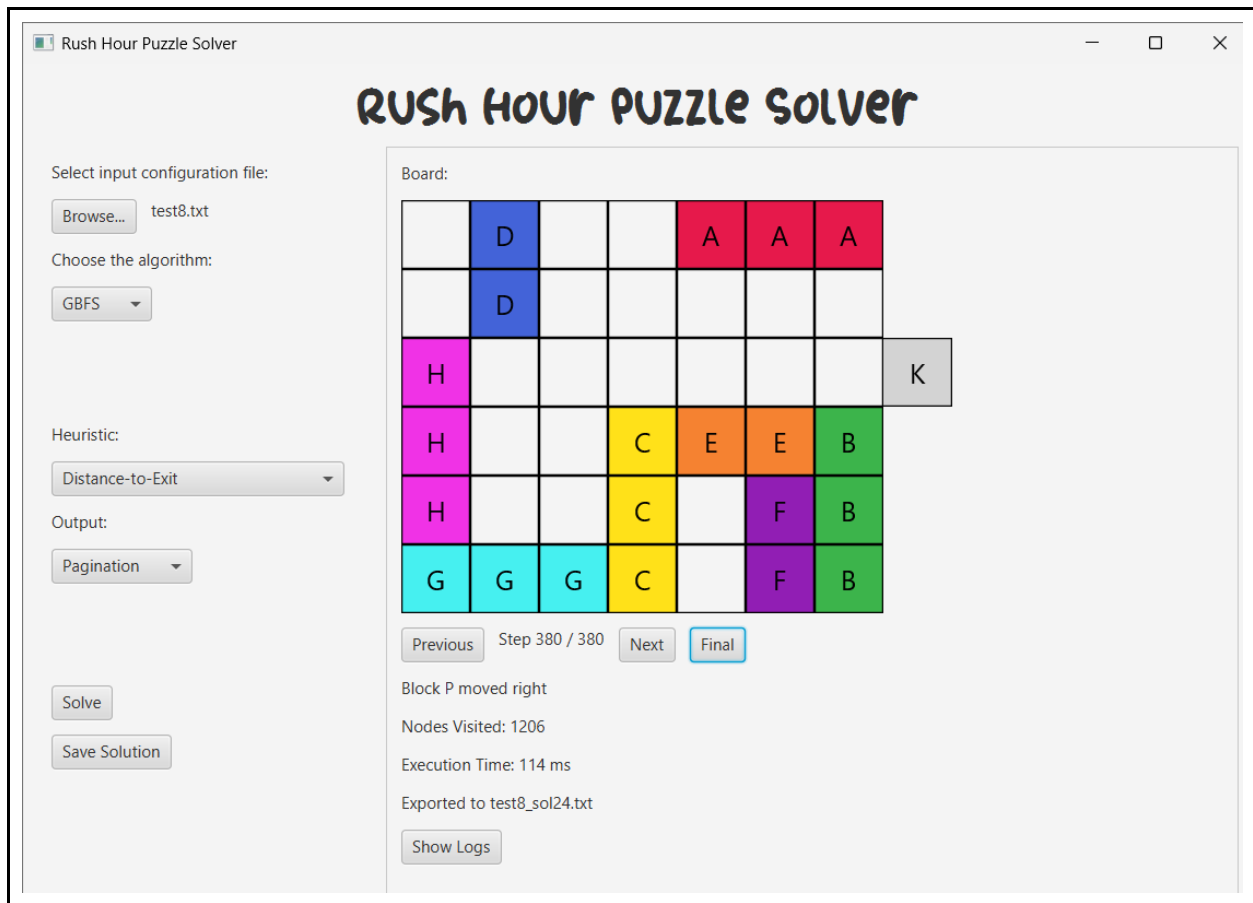 Rush Hour Puzzle Solver
Rush Hour Puzzle Solver
Select input configuration file:
Browse...
test8.txt
Choose the algorithm:
GBFS
Heuristic:
Distance-to-Exit
Output:
Pagination
Solve
Save Solution
Board:
D A A A
D
H K
H C E E B
H C F B
G G G C F B
Previous Step 380 / 380 Next Final
Block P moved right
Nodes Visited: 1206
Execution Time: 114 ms
Exported to test8_sol24.txt
Show Logs